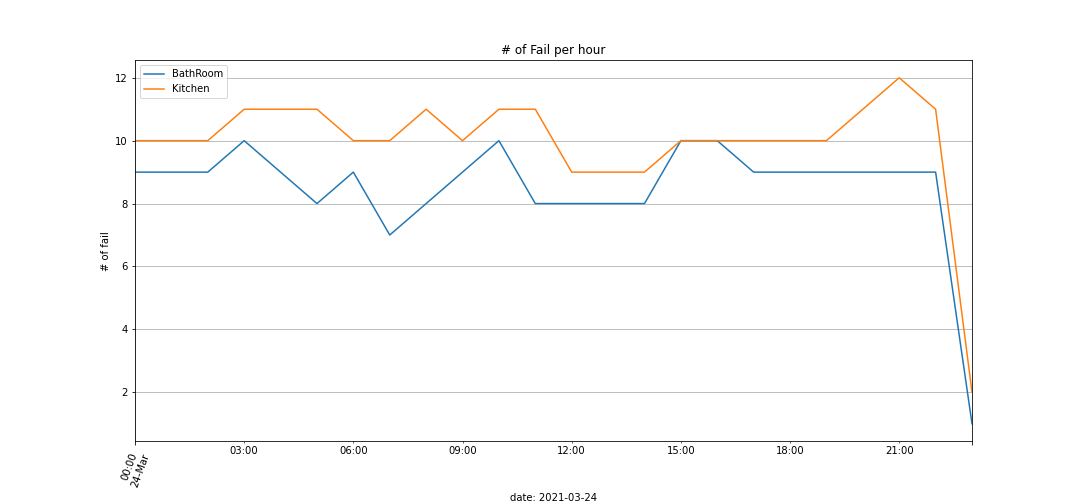 # of Fail per hour
BathRoom
Kitchen
12
10
8
6
4
2
# of fail
00:00
24-Mar
03:00
06:00
09:00
12:00
15:00
18:00
21:00
date: 2021-03-24